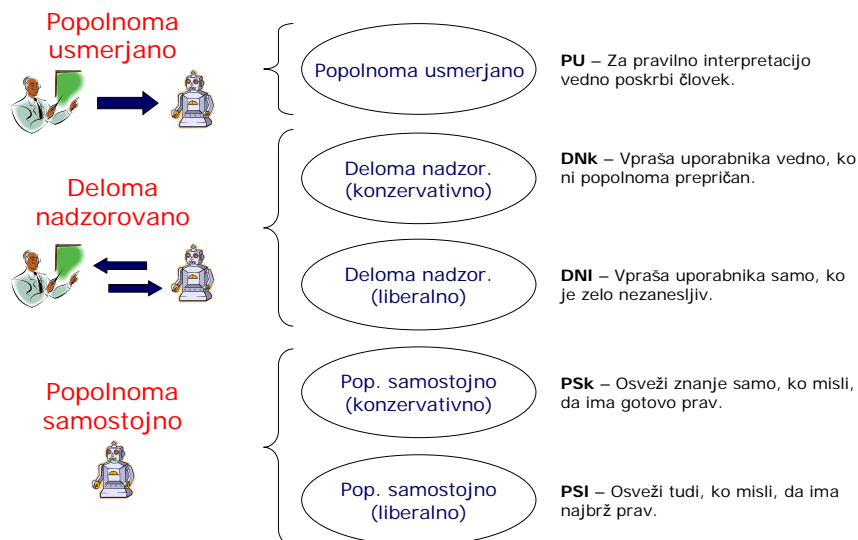 Popolnoma
usmerjano
Popolnoma usmerjano
PU – Za pravilno interpretacijo
vedno poskrbi človek.
Deloma
nadzorovano
Deloma nadzor.
(konzervativno)
DNk – Vpraša uporabnika vedno, ko
ni popolnoma prepričan.
Deloma nadzor.
(liberalno)
DNl – Vpraša uporabnika samo, ko
je zelo nezanesljiv.
Popolnoma
samostojno
Pop. samostojno
(konzervativno)
PSk – Osveži znanje samo, ko misli,
da ima gotovo prav.
Pop. samostojno
(liberalno)
PSl – Osveži tudi, ko misli, da ima
najbrž prav.